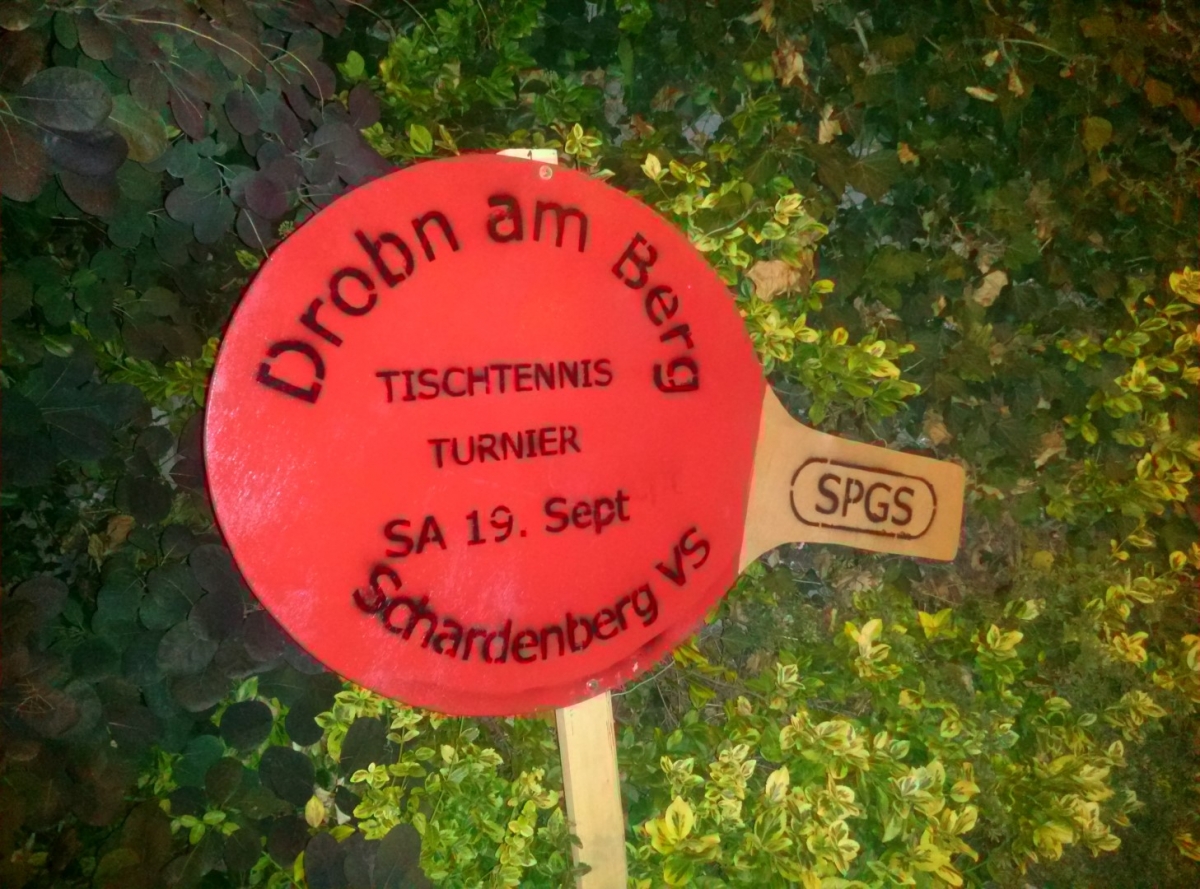 Drobn am Berg
TISCHTENNIS
TURNIER
SA 19. Sept
Schardenberg VS
SPGS